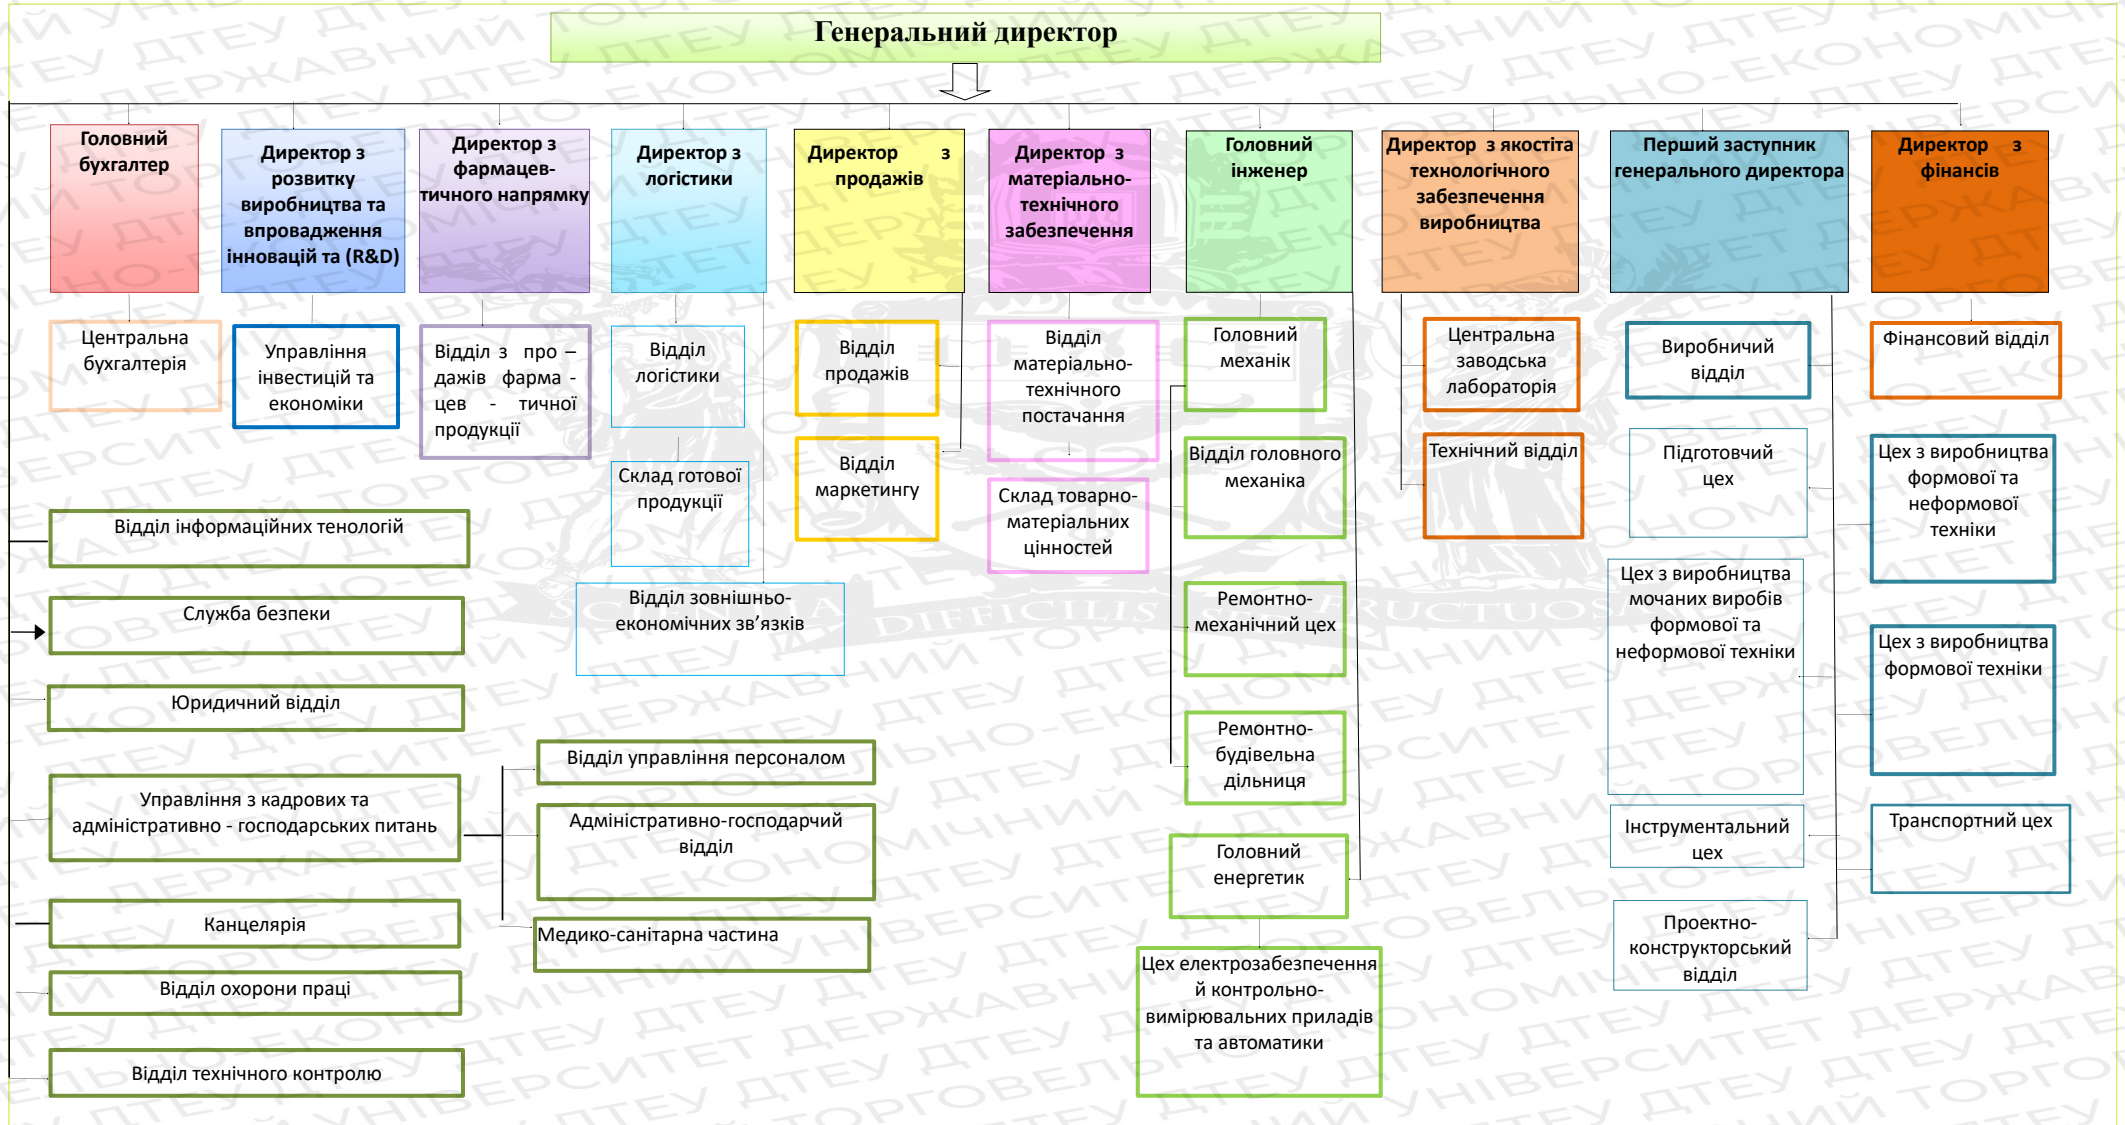 Генеральний директор
Головний
бухгалтер
Директор з
розвитку
виробництва та
впровадження
інновацій та (R&D)
Директор з
фармацев-
тичного напрямку
Директор з
логістики
Директор з
продажів
Директор з
матеріально-
технічного
забезпечення
Головний
інженер
Директор з якостіта
технологічного
забезпечення
виробництва
Перший заступник
генерального директора
Директор з
фінансів
Центральна
бухгалтерія
Управління
інвестицій та
економіки
Відділ з про –
дажів фарма -
цев - тичної
продукції
Відділ
логістики
Відділ
продажів
Відділ
матеріально-
технічного
постачання
Головний
механік
Центральна
заводська
лабораторія
Виробничий
відділ
Фінансовий відділ
Склад готової
продукції
Відділ
маркетингу
Склад товарно-
матеріальних
цінностей
Відділ головного
механіка
Технічний відділ
Підготовчий
цех
Цех з виробництва
формової та
неформової
техніки
Відділ інформаційних тенологій
Відділ зовнішньо-
економічних зв’язків
Ремонтно-
механічний цех
Цех з виробництва
мочаних виробів
формової та
неформової техніки
Цех з виробництва
формової техніки
Служба безпеки
Юридичний відділ
Ремонтно-
будівельна
дільниця
Управління з кадрових та
адміністративно - господарських питань
Відділ управління персоналом
Адміністративно-господарчий
відділ
Медико-санітарна частина
Головний
енергетик
Інструментальний
цех
Транспортний цех
Канцелярія
Проектно-
конструкторський
відділ
Цех електрозабезпечення
й контрольно-
вимірювальних приладів
та автоматики
Відділ охорони праці
Відділ технічного контролю